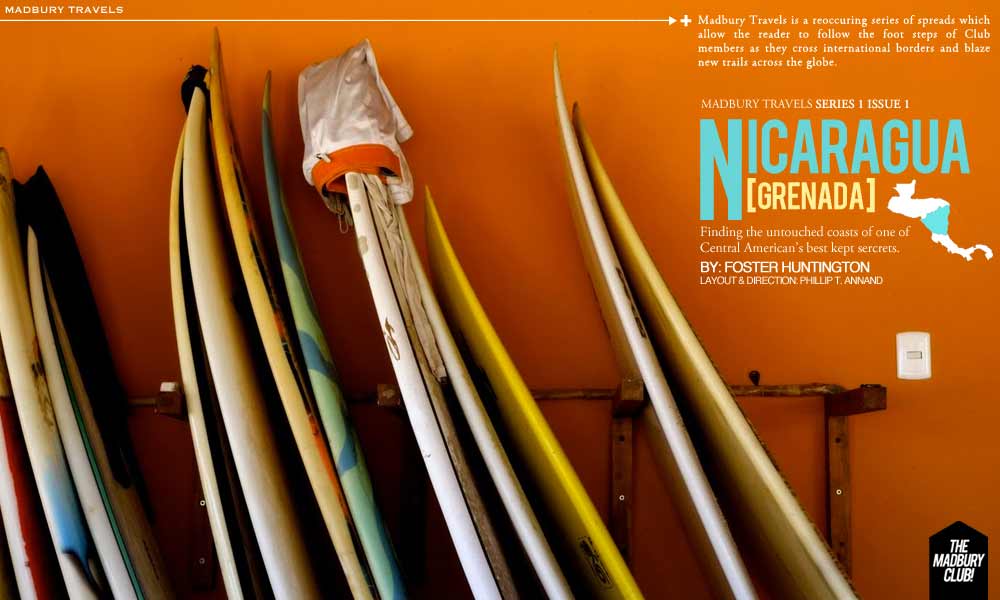 MADBURY TRAVELS
Madbury Travels is a reoccuring series of spreads which
allow the reader to follow the foot steps of Club
members as they cross international borders and blaze
new trails across the globe.
MADBURY TRAVELS SERIES 1 ISSUE 1
NICARAGUA
[GRENADA]
Finding the untouched coasts of one of
Central American's best kept sercrets.
BY: FOSTER HUNTINGTON
LAYOUT & DIRECTION: PHILLIP T. ANNAND
THE
MADBURY
CLUB!